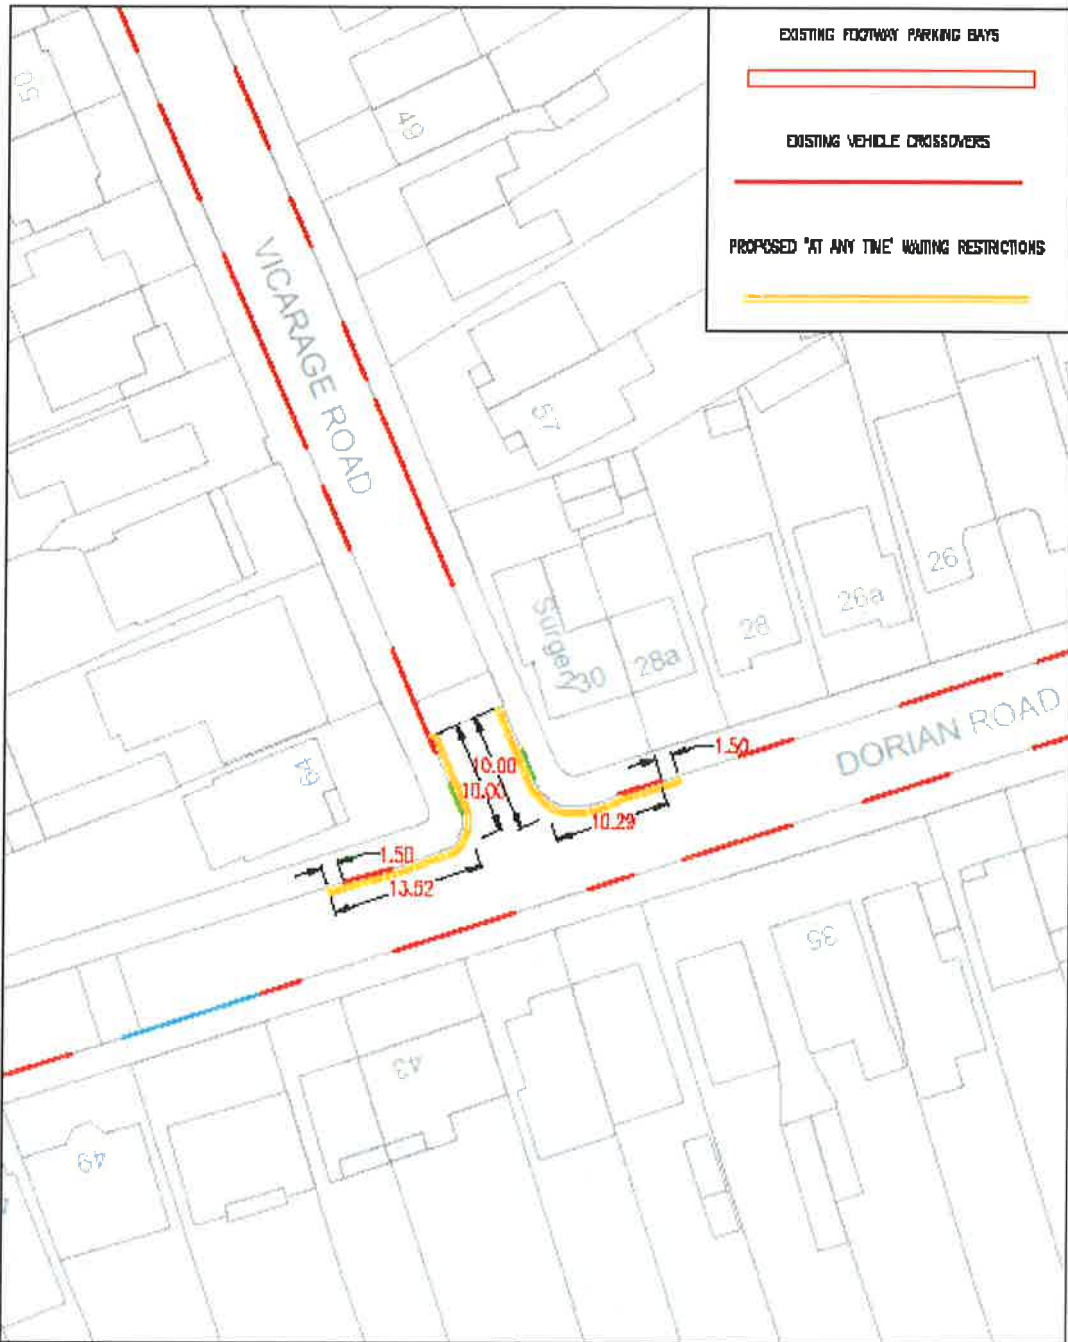 EXISTING FOOTWAY PARKING BAYS
EXISTING VEHICLE CROSSOVERS
PROPOSED 'AT ANY TIME' WAITING RESTRICTIONS
50
49
VICARAGE ROAD
57
Surgery
30
28a
28
26a
26
DORIAN ROAD
64
10.00
10.00
1.50
10.29
1.50
13.52
35
43
49